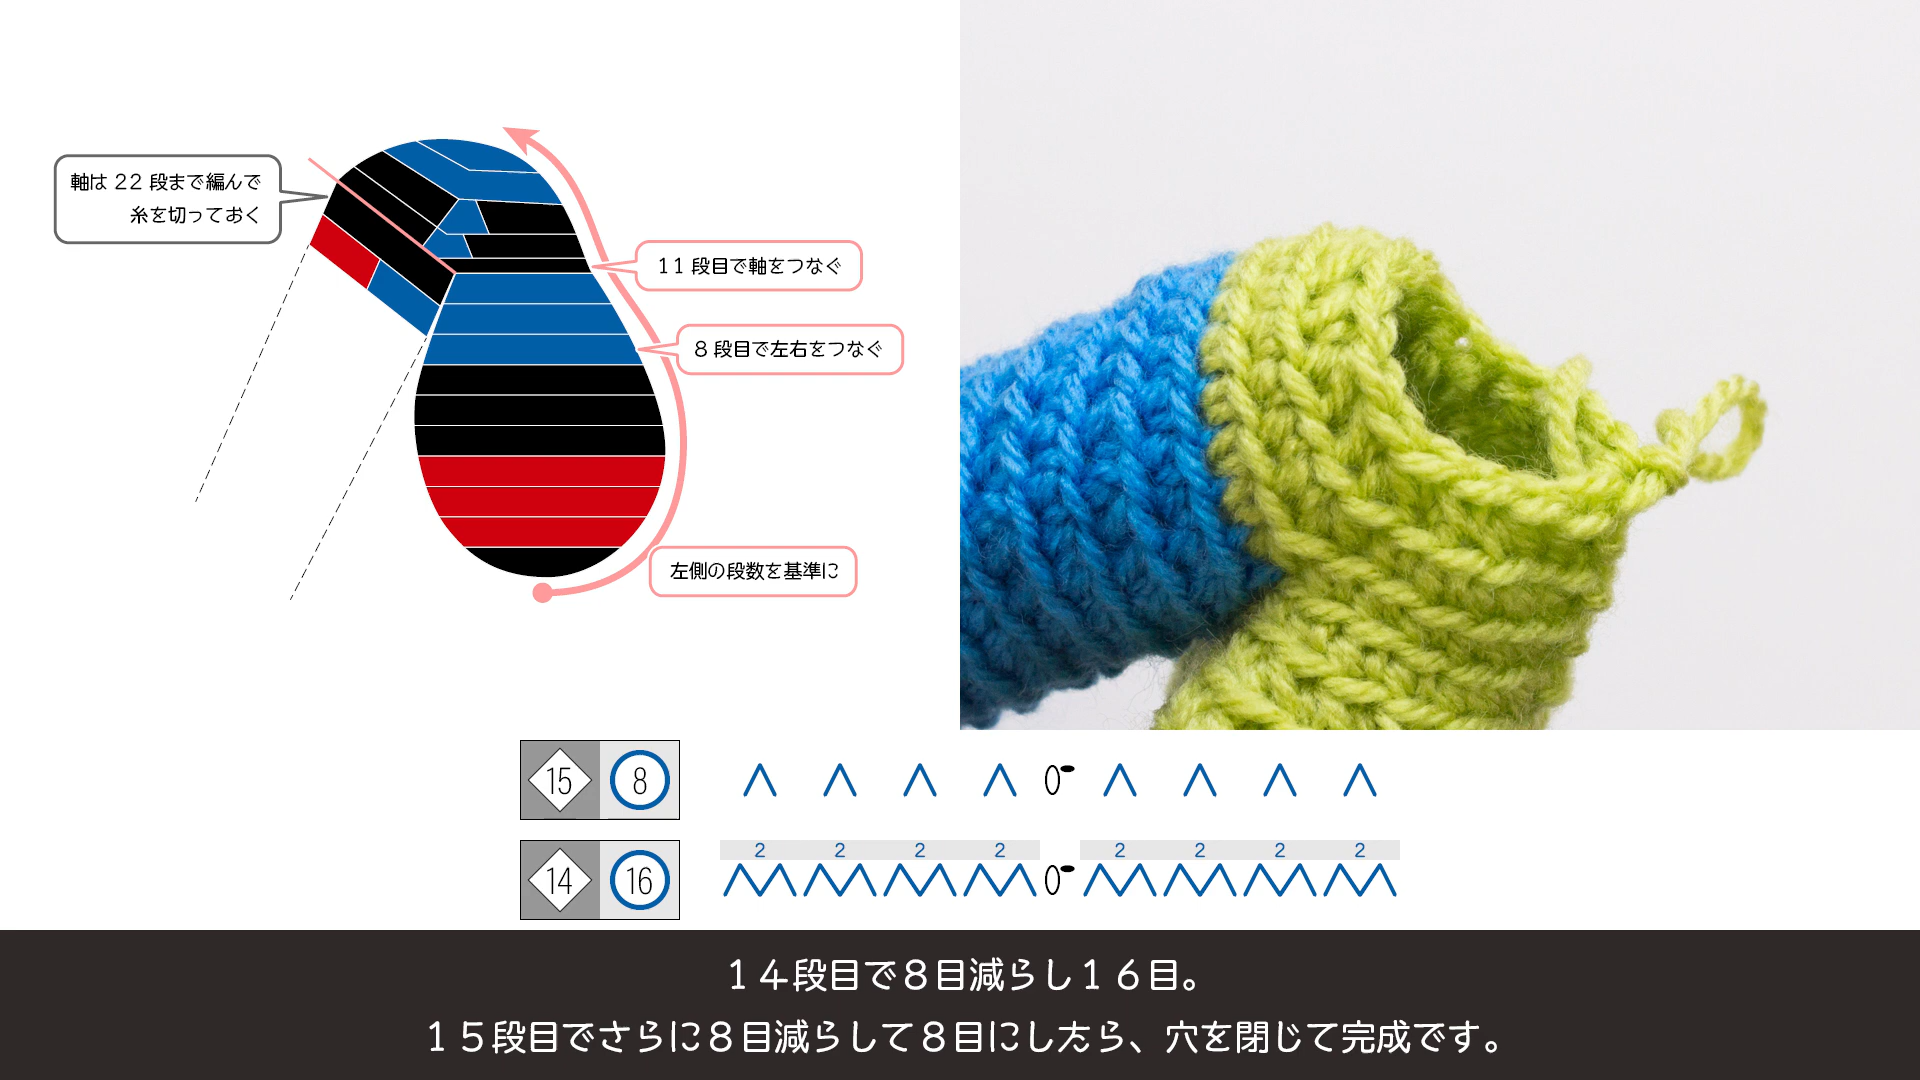 軸は 22 段まで編んで
糸を切っておく
11 段目で軸をつなぐ
8 段目で左右をつなぐ
左側の段数を基準に
15 8
14 16
2 2 2 2 2 2 2 2
14段目で8目減らし16目。
15段目でさらに8目減らして8目にしたら、穴を閉じて完成です。